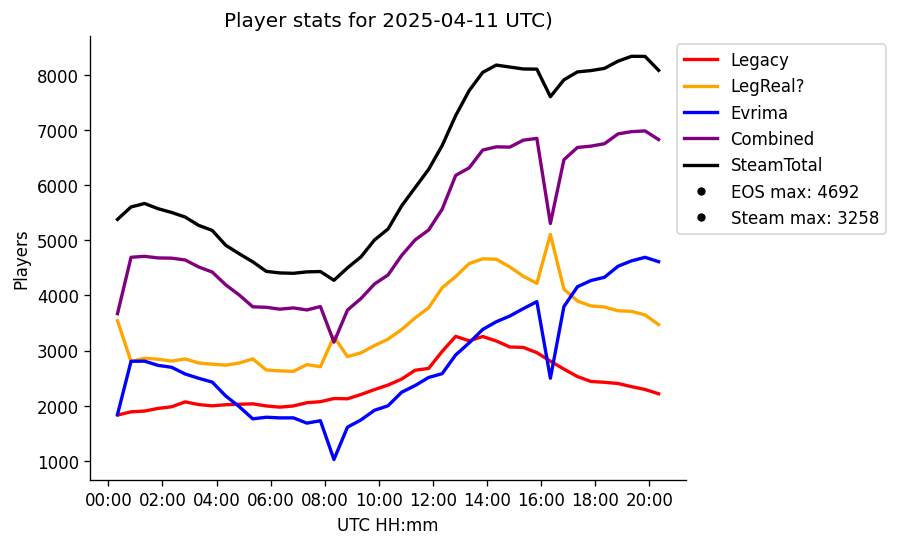 Player stats for 2025-04-11 UTC)
Legacy
LegReal?
Evrima
Combined
SteamTotal
EOS max: 4692
Steam max: 3258
Players
8000
7000
6000
5000
4000
3000
2000
1000
00:00 02:00 04:00 06:00 08:00 10:00 12:00 14:00 16:00 18:00 20:00
UTC HH:mm